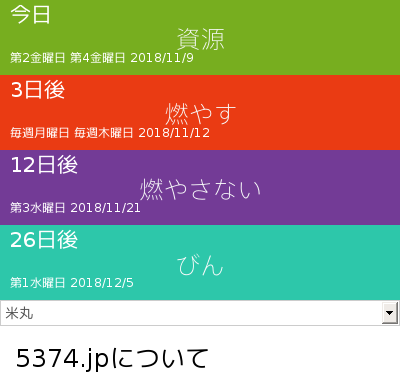 今日
資源
第2金曜日 第4金曜日 2018/11/9
3日後
燃やす
毎週月曜日 毎週木曜日 2018/11/12
12日後
燃やさない
第3水曜日 2018/11/21
26日後
びん
第1水曜日 2018/12/5
米丸
5374.jpについて